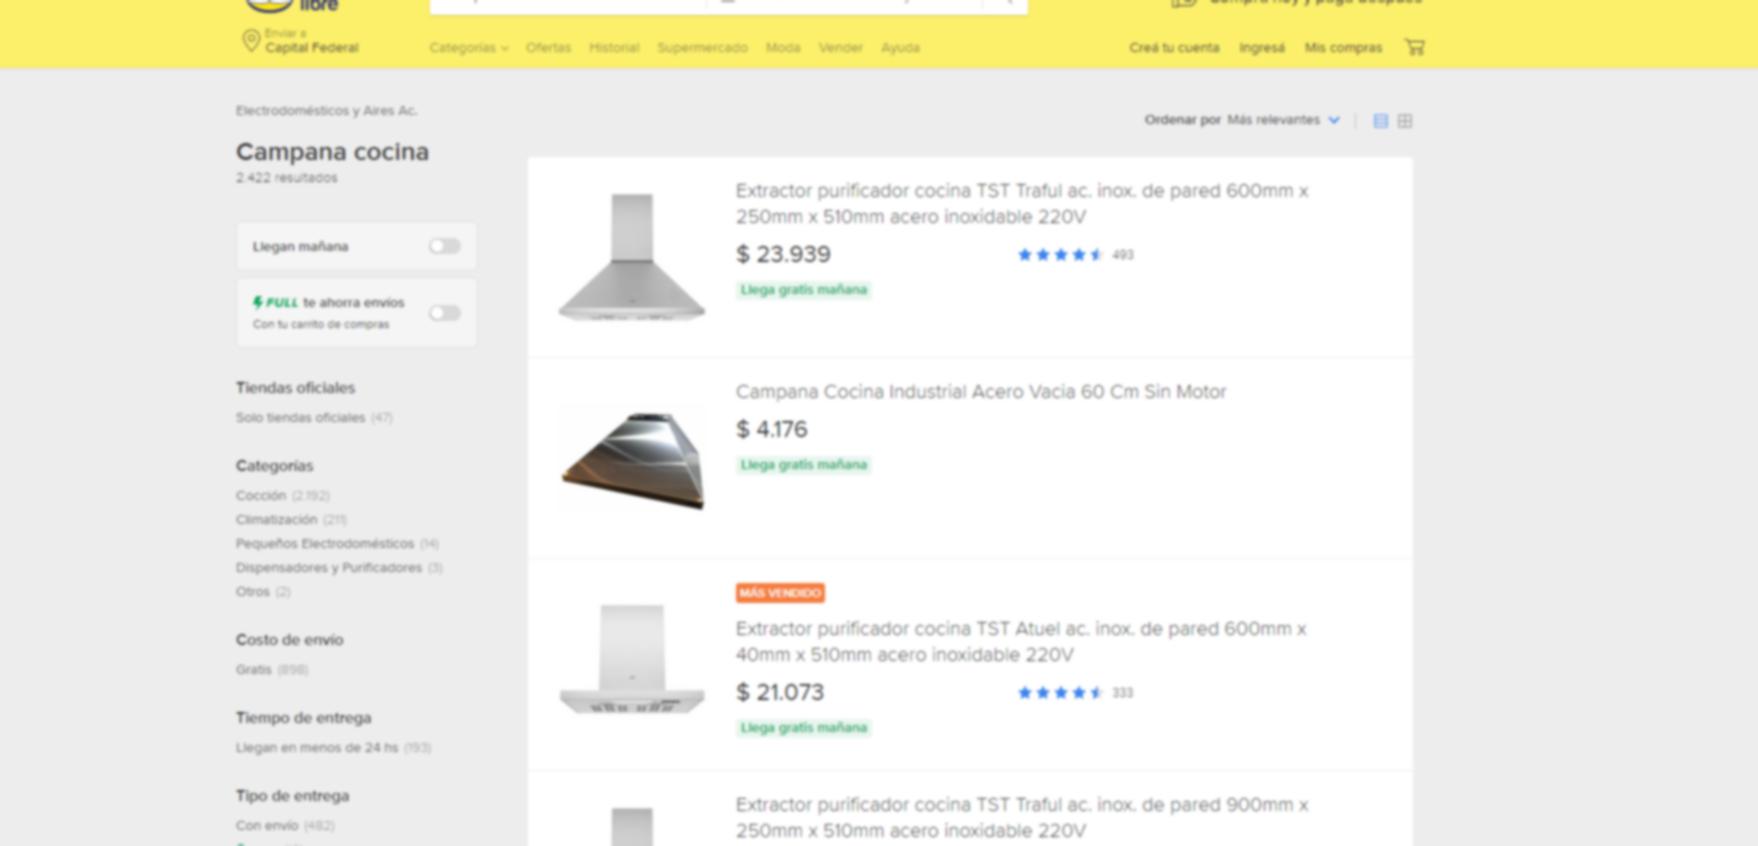 libre
Enviar a
Capital Federal
Categorías Ofertas Historial Supermercado Moda Vender Ayuda
Creá tu cuenta Ingresá Mis compras
Electrodomésticos y Aires Ac.
Campana cocina
2.422 resultados
Ordenar por Más relevantes
Llegan mañana
FULL te ahorra envíos
Con tu carrito de compras
Tiendas oficiales
Solo tiendas oficiales (47)
Categorías
Cocción (2.192)
Climatización (211)
Pequeños Electrodomésticos (14)
Dispensadores y Purificadores (3)
Otros (2)
Costo de envío
Gratis (898)
Tiempo de entrega
Llegan en menos de 24 hs (193)
Tipo de entrega
Con envío (482)
Extractor purificador cocina TST Traful ac. inox. de pared 600mm x
250mm x 510mm acero inoxidable 220V
$ 23.939
493
Llega gratis mañana
Campana Cocina Industrial Acero Vacia 60 Cm Sin Motor
$ 4.176
Llega gratis mañana
MÁS VENDIDO
Extractor purificador cocina TST Atuel ac. inox. de pared 600mm x
40mm x 510mm acero inoxidable 220V
$ 21.073
333
Llega gratis mañana
Extractor purificador cocina TST Traful ac. inox. de pared 900mm x
250mm x 510mm acero inoxidable 220V